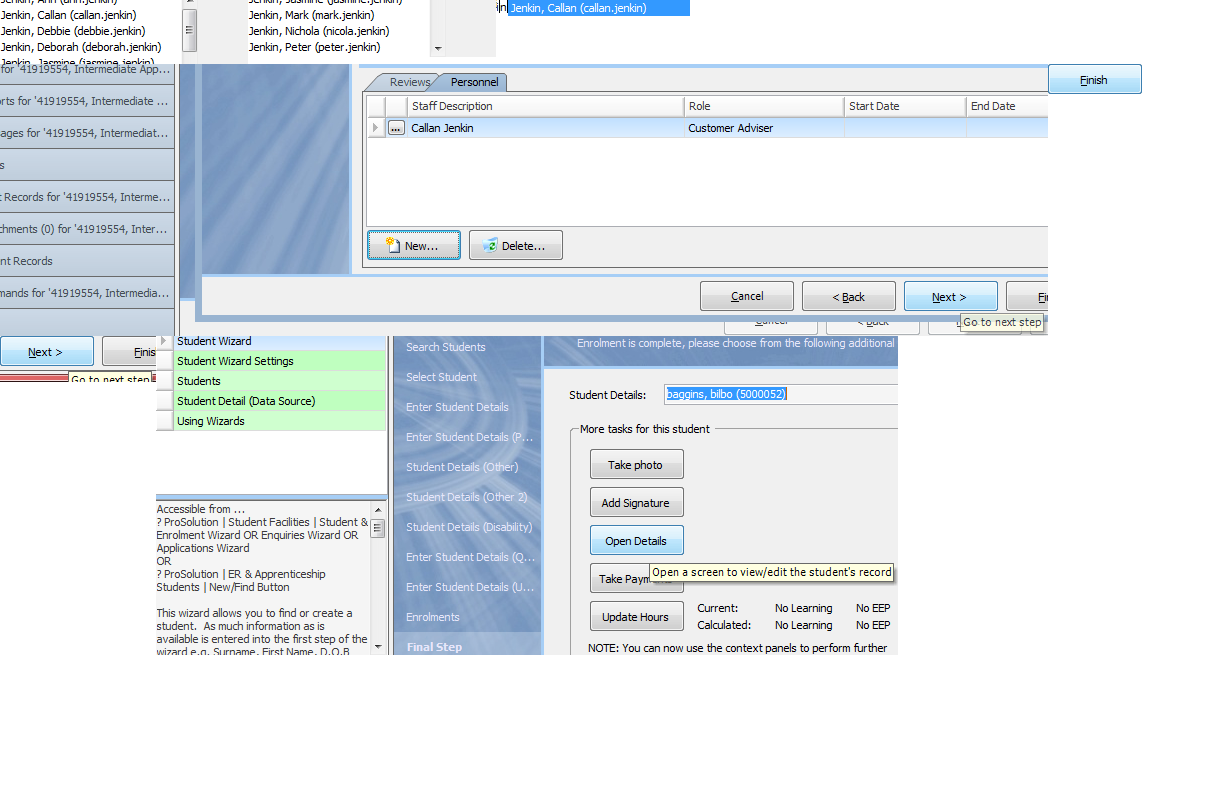 Jenkin, Callan (callan.jenkin)
Jenkin, Debbie (debbie.jenkin)
Jenkin, Deborah (deborah.jenkin)
Jenkin, Jasmine (jasmine.jenkin)
Jenkin, Mark (mark.jenkin)
Jenkin, Nichola (nicola.jenkin)
Jenkin, Peter (peter.jenkin)
Jenkin, Callan (callan.jenkin)
for '41919554, Intermediate App...
orts for '41919554, Intermediate ...
ages for '41919554, Intermediat...
s
t Records for '41919554, Interme...
chments (0) for '41919554, Inter...
nt Records
mands for '41919554, Intermedia...
Reviews Personnel
Staff Description Role Start Date End Date
Callan Jenkin Customer Adviser
New... Delete...
Cancel < Back Next >
Go to next step
Finish
Next > Finis
Go to next step
Student Wizard
Student Wizard Settings
Students
Student Detail (Data Source)
Using Wizards
Accessible from ...
? ProSolution | Student Facilities | Student &
Enrolment Wizard OR Enquiries Wizard OR
Applications Wizard
OR
? ProSolution | ER & Apprenticeship
Students | New/Find Button
This wizard allows you to find or create a
student. As much information as is
available is entered into the first step of the
wizard e.g. Surname, First Name, D.O.B
Search Students
Select Student
Enter Student Details
Enter Student Details (P...
Student Details (Other)
Student Details (Other 2)
Student Details (Disability)
Enter Student Details (Q...
Enter Student Details (U...
Enrolments
Final Step
Enrolment is complete, please choose from the following additional
Student Details: baggins, bilbo (5000052)
More tasks for this student
Take photo
Add Signature
Open Details
Open a screen to view/edit the student's record
Take Paym
Update Hours
Current: No Learning No EEP
Calculated: No Learning No EEP
NOTE: You can now use the context panels to perform further